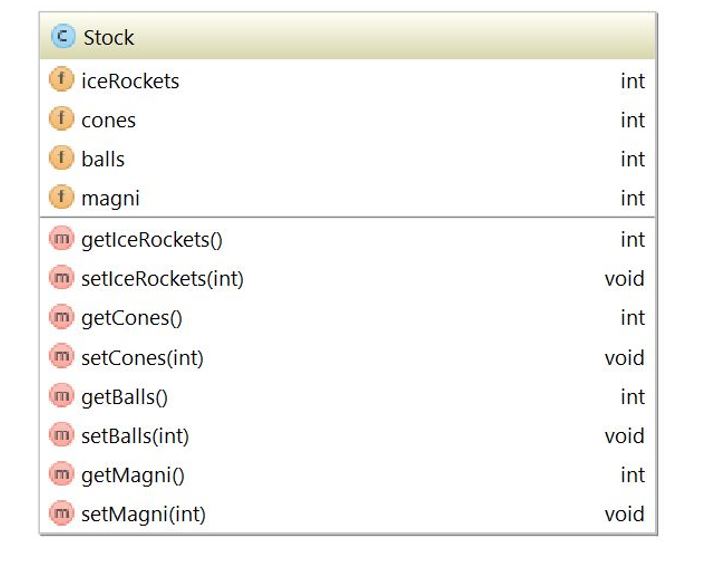 C Stock
f iceRockets int
f cones int
f balls int
f magni int
m getIceRockets() int
m setIceRockets(int) void
m getCones() int
m setCones(int) void
m getBalls() int
m setBalls(int) void
m getMagni() int
m setMagni(int) void